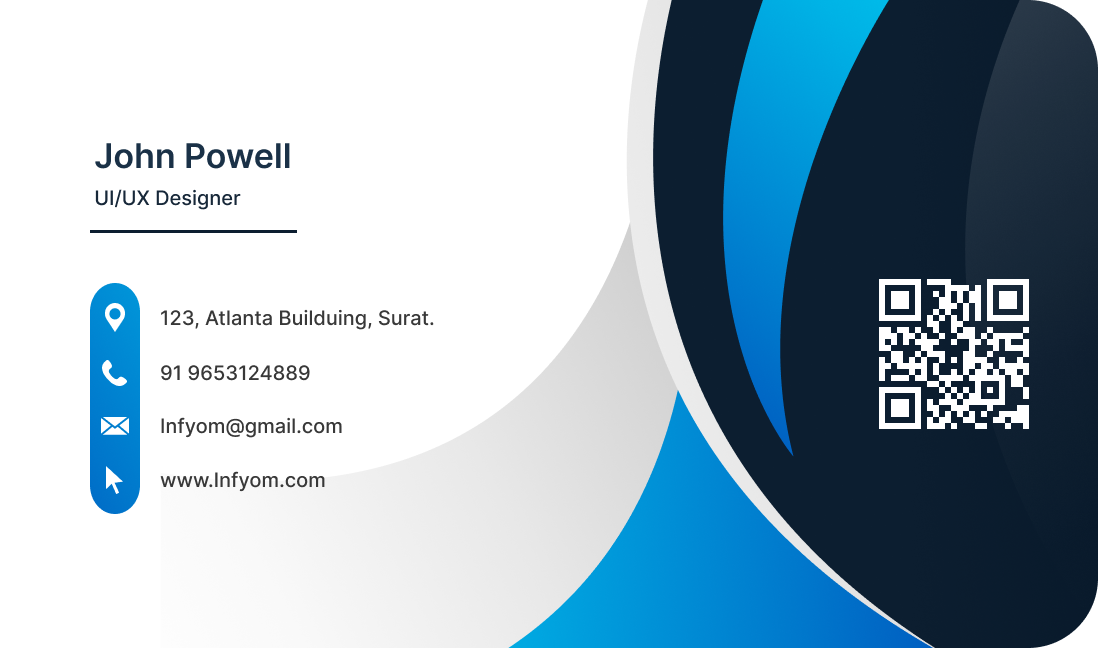 John Powell
UI/UX Designer
123, Atlanta Builduing, Surat.
91 9653124889
Infyom@gmail.com
www.Infyom.com